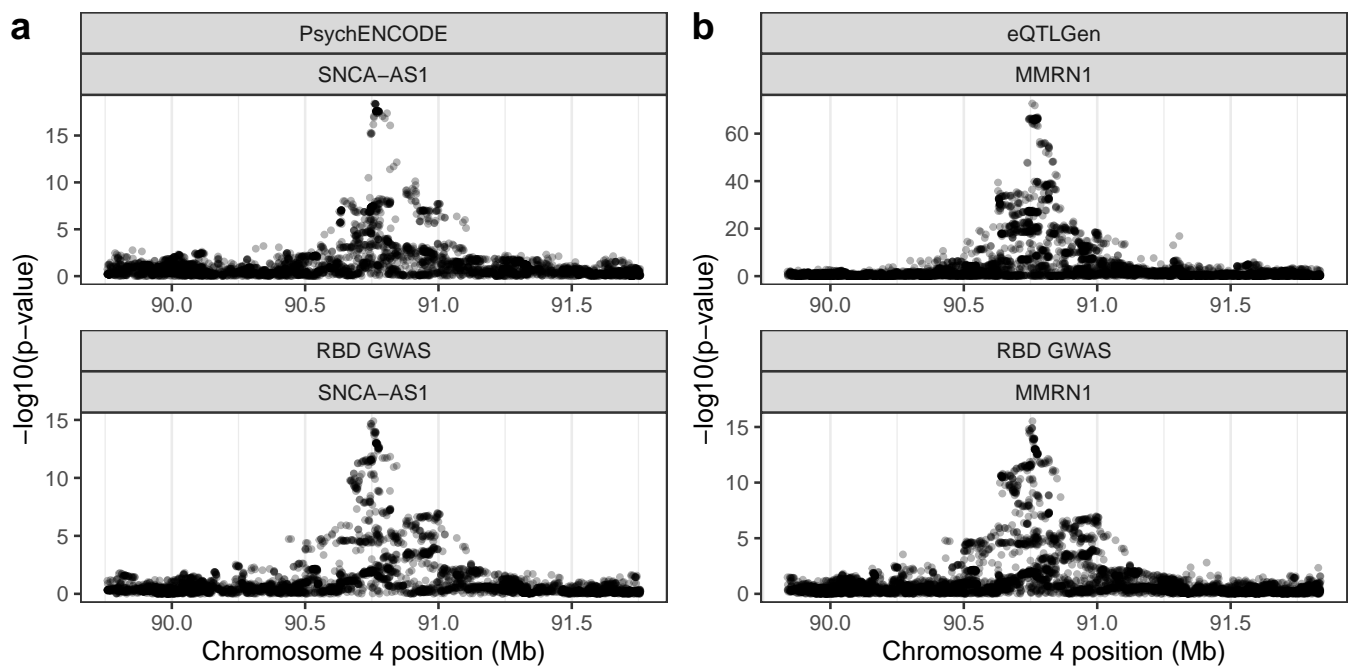 a
PsychENCODE
SNCA−AS1
15
10
5
0
90.0 90.5 91.0 91.5
RBD GWAS
SNCA−AS1
15
10
5
0
90.0 90.5 91.0 91.5
−log10(p−value)
Chromosome 4 position (Mb)
b
eQTLGen
MMRN1
60
40
20
0
90.0 90.5 91.0 91.5
RBD GWAS
MMRN1
15
10
5
0
90.0 90.5 91.0 91.5
−log10(p−value)
Chromosome 4 position (Mb)